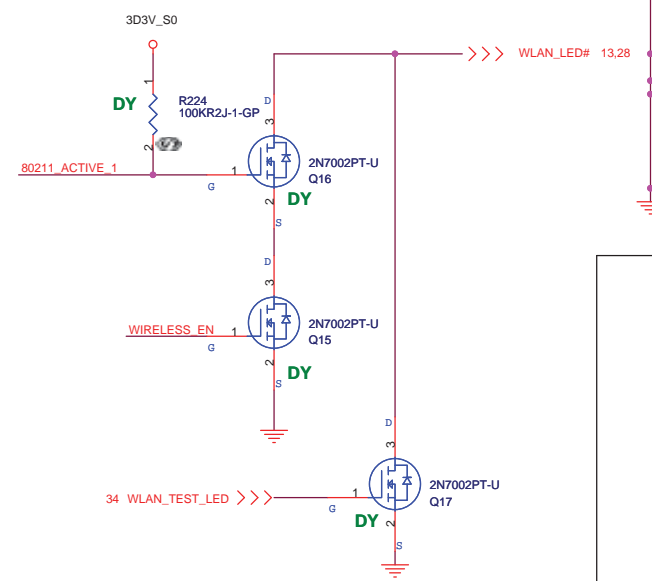 3D3V_S0
1
DY
R224
100KR2J-1-GP
2
80211_ACTIVE_1
1
G
D
3
2N7002PT-U
Q16
2
DY
S
D
3
WIRELESS_EN
1
G
2N7002PT-U
Q15
2
DY
S
WLAN_LED# 13,28
34 WLAN_TEST_LED
1
G
D
3
2N7002PT-U
Q17
DY
2
S